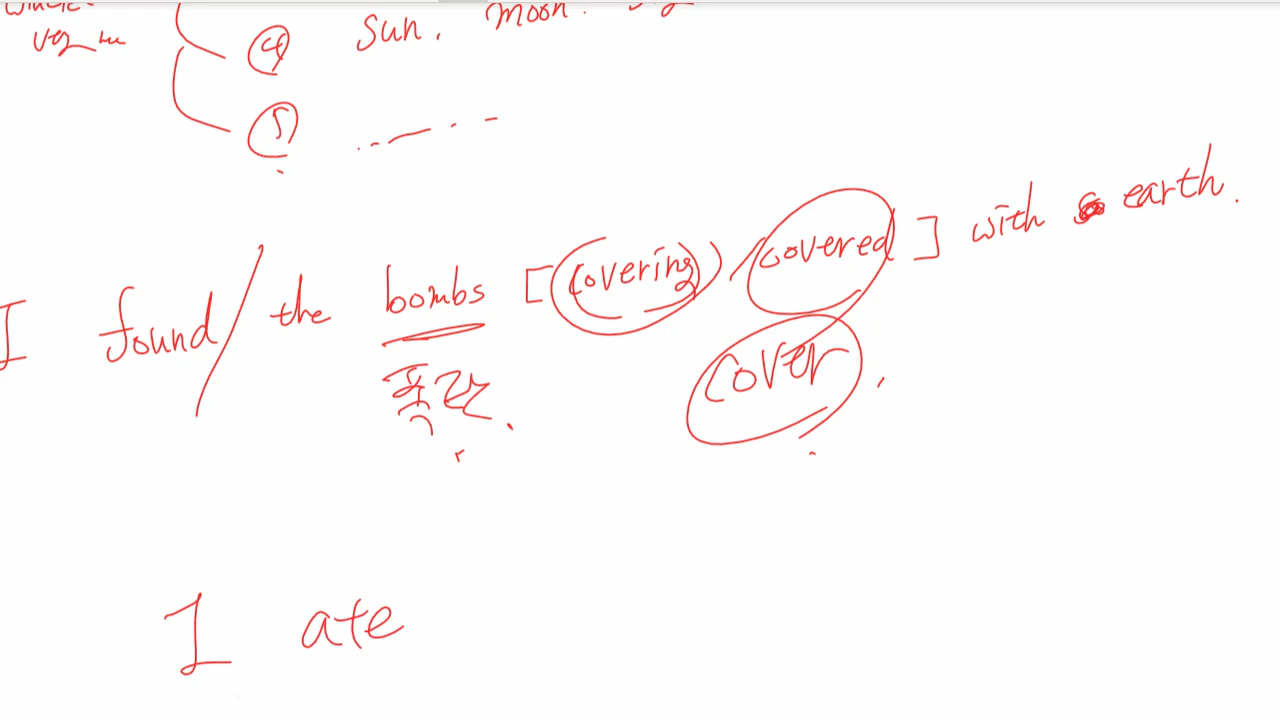 ④ Sun. moon.
⑤ ........
I found / the bombs [covering / covered] with earth.
폭탄. cover,
I ate